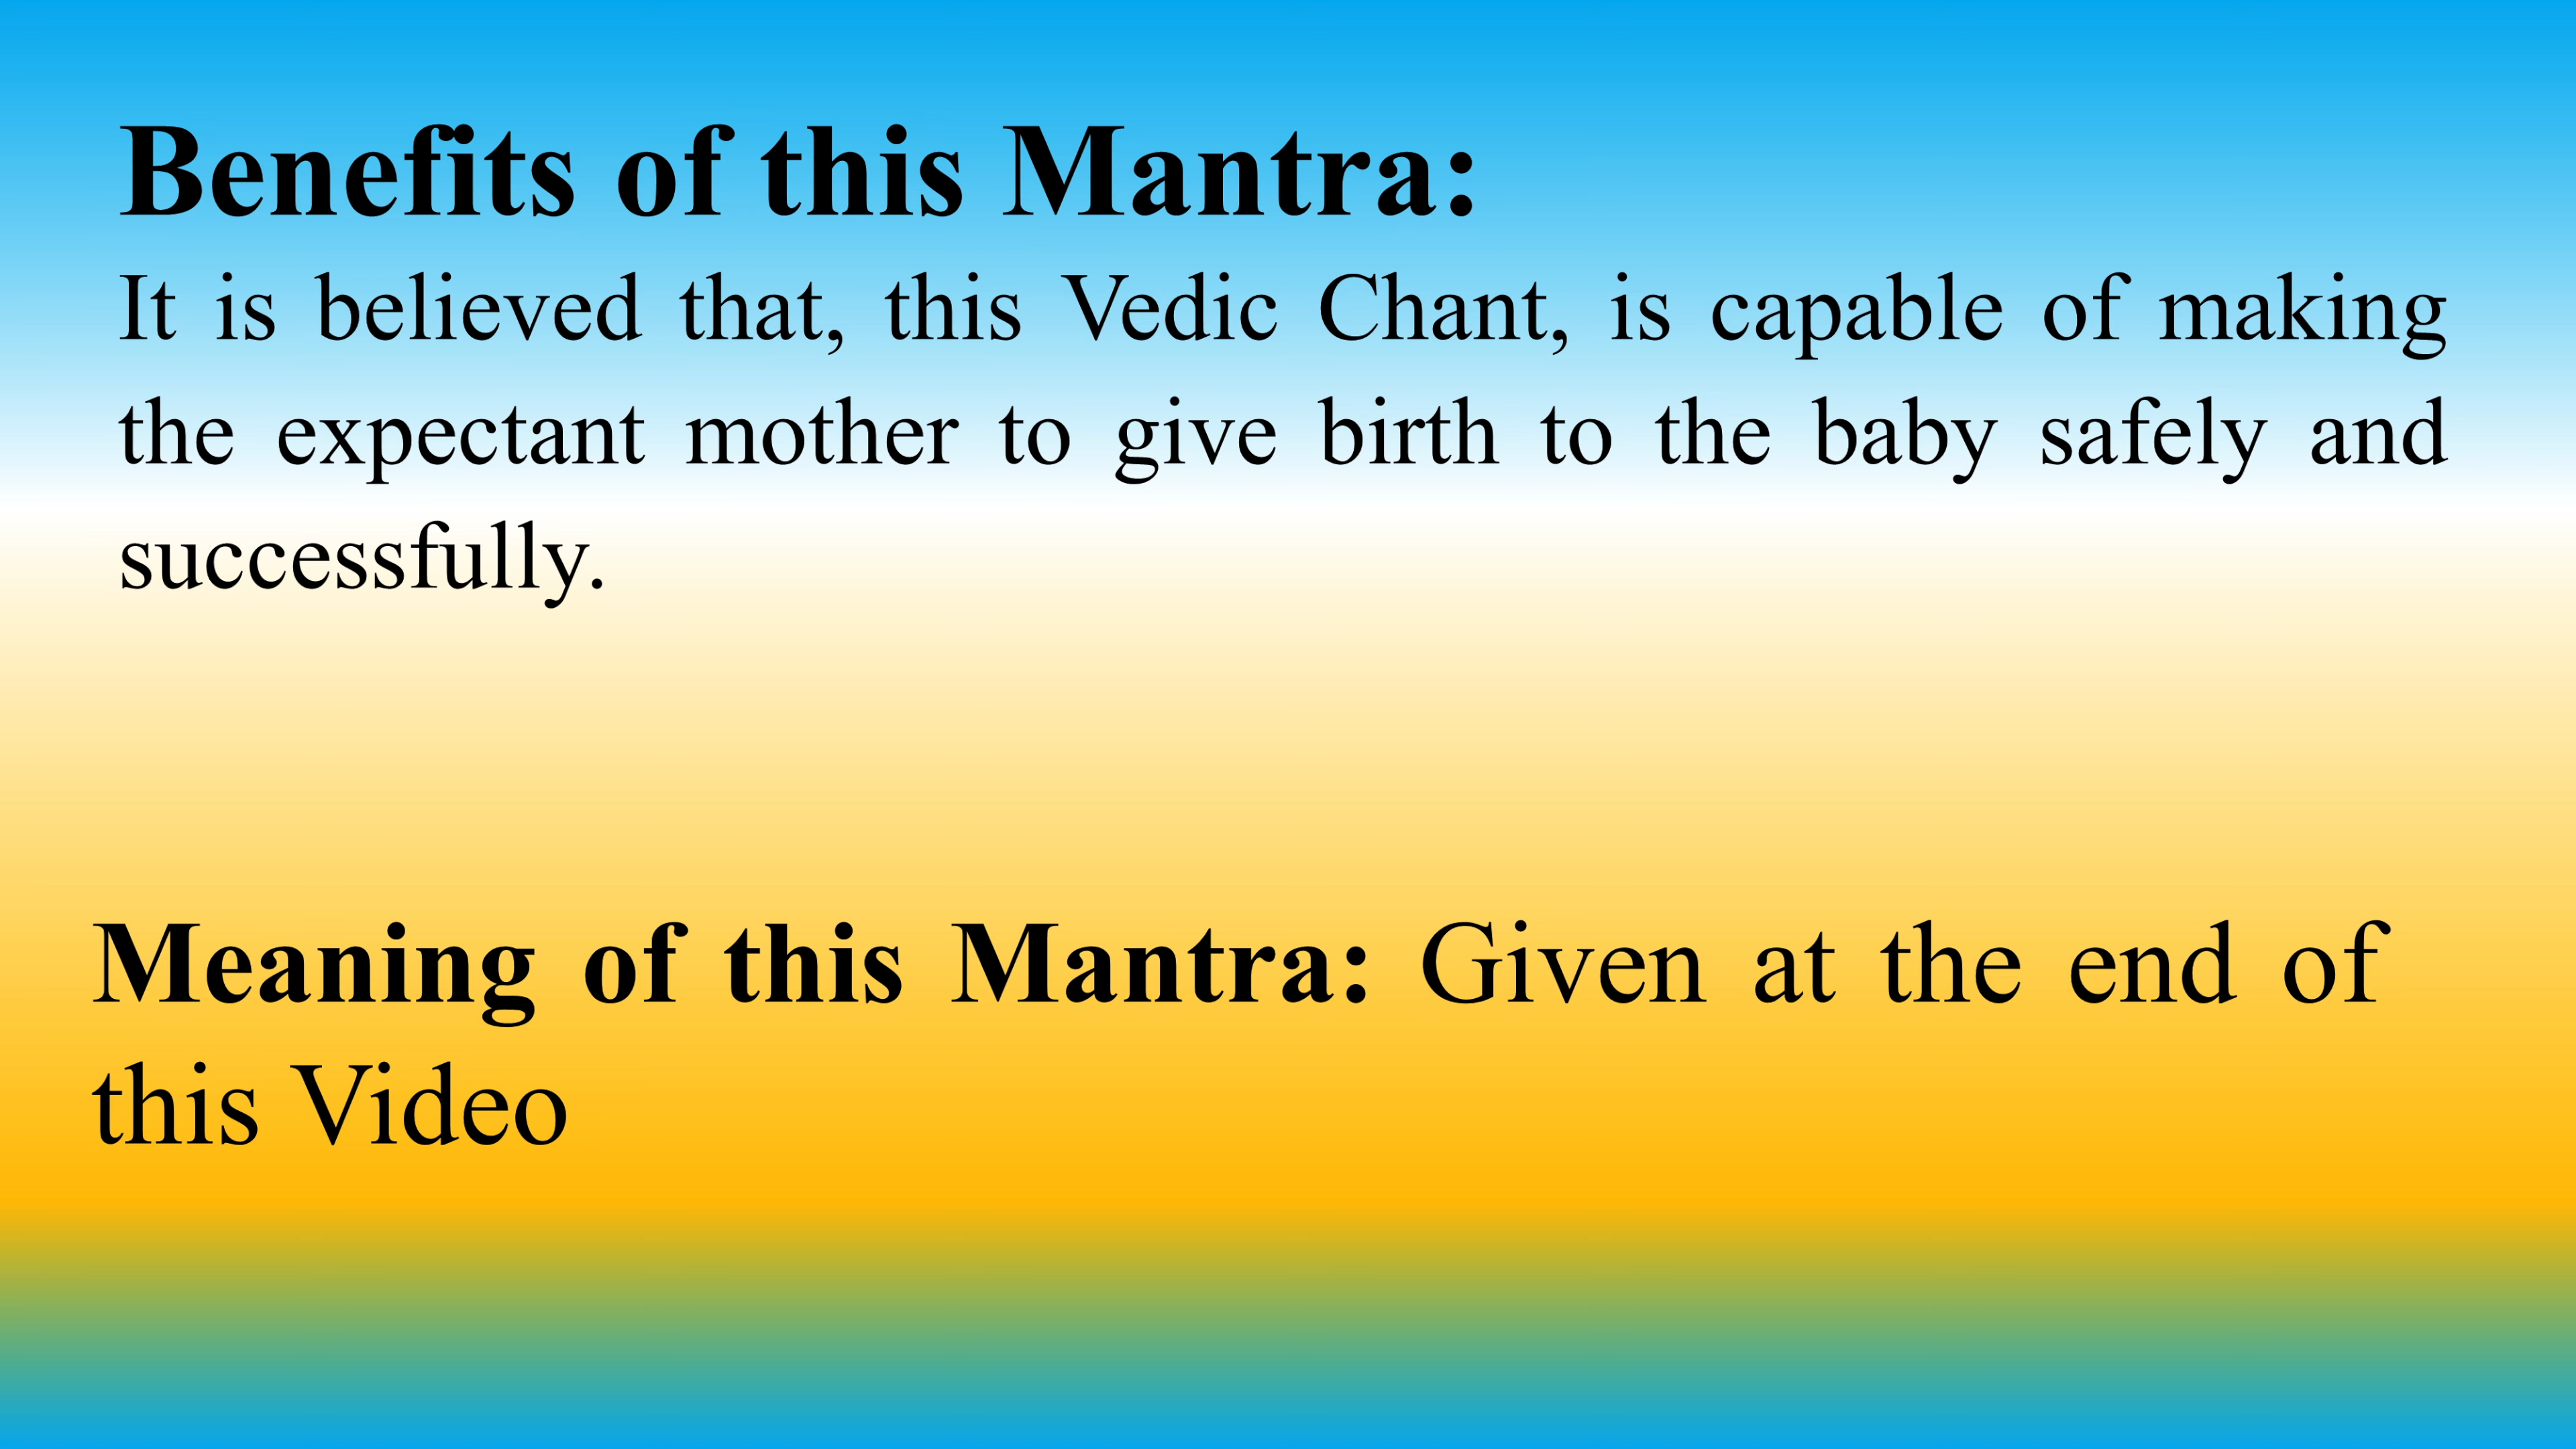 Benefits of this Mantra:
It is believed that, this Vedic Chant, is capable of making
the expectant mother to give birth to the baby safely and
successfully.
Meaning of this Mantra: Given at the end of
this Video